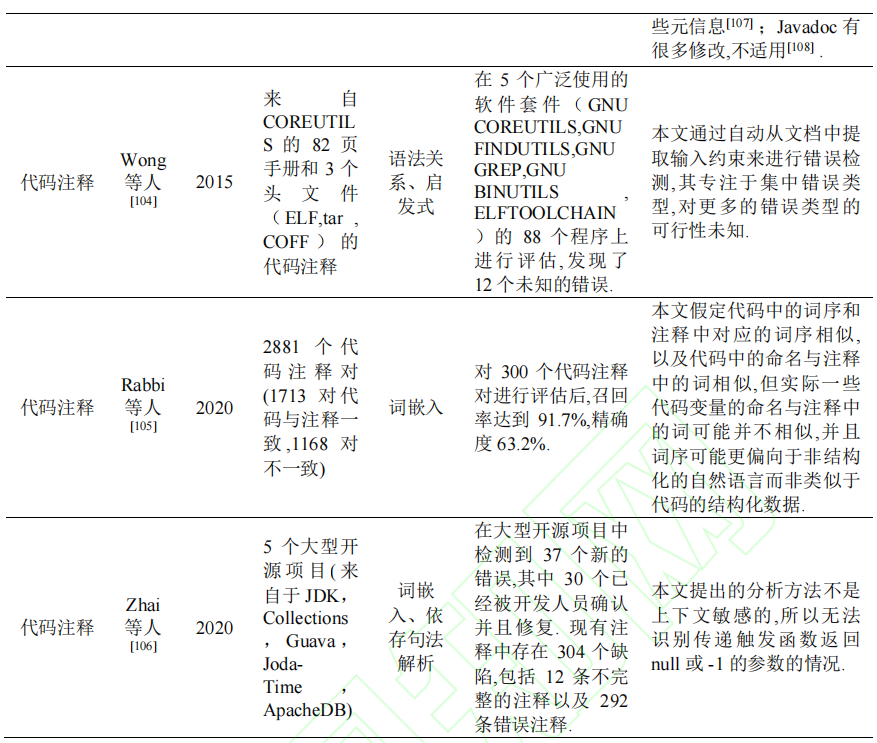 些元信息[107]；Javadoc 有
很多修改,不适用[108] .
代码注释
Wong
等人
[104]
2015
来自
COREUTIL
S 的 82 页
手册和 3 个
头文件
（ELF,tar ,
COFF）的
代码注释
语法关
系、启
发式
在 5 个广泛使用的
软件套件（GNU
COREUTILS,GNU
FINDUTILS,GNU
GREP,GNU
BINUTILS ,
ELFTOOLCHAIN
）的 88 个程序上
进行评估,发现了
12 个未知的错误.
本文通过自动从文档中提
取输入约束来进行错误检
测,其专注于集中错误类
型,对更多的错误类型的
可行性未知.
代码注释
Rabbi
等人
[105]
2020
2881 个代
码注释对
(1713 对代
码与注释一
致,1168 对
不一致)
词嵌入
对 300 个代码注释
对进行评估后,召回
率达到 91.7%,精确
度 63.2%.
本文假定代码中的词序和
注释中对应的词序相似,
以及代码中的命名与注释
中的词相似,但实际一些
代码变量的命名与注释中
的词可能并不相似,并且
词序可能更偏向于非结构
化的自然语言而非类似于
代码的结构化数据.
代码注释
Zhai
等人
[106]
2020
5 个大型开
源项目(来
自于 JDK，
Collections
，Guava，
Joda-
Time ，
ApacheDB)
词嵌
入、依
存句法
解析
在大型开源项目中
检测到 37 个新的
错误,其中 30 个已
经被开发人员确认
并且修复. 现有注
释中存在 304 个缺
陷,包括 12 条不完
整的注释以及 292
条错误注释.
本文提出的分析方法不是
上下文敏感的,所以无法
识别传递触发函数返回
null 或 -1 的参数的情况.